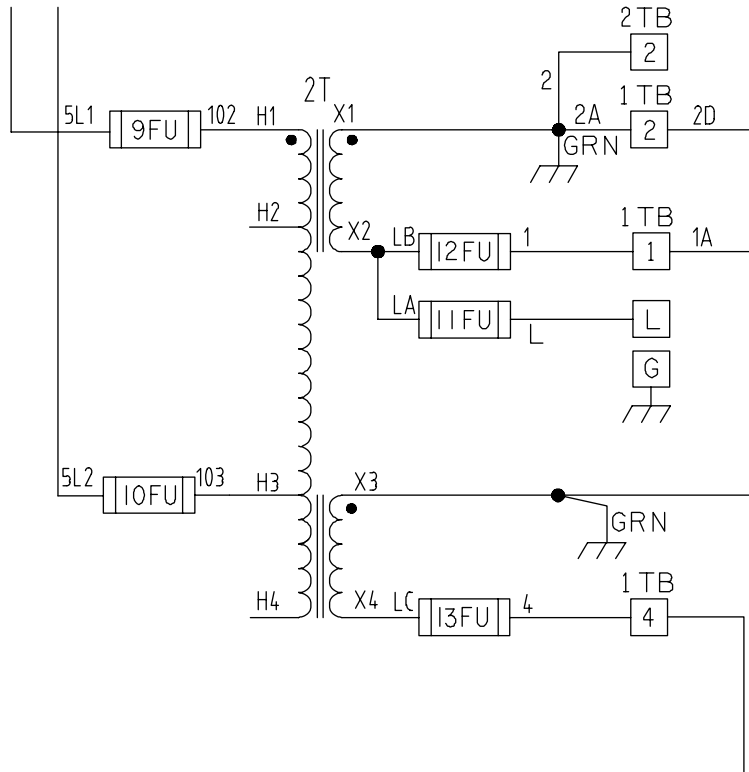 2TB
2
2T
2
1TB
5L1
9FU
102
H1
X1
2A
2
2D
GRN
H2
X2
LB
12FU
1
1TB
1
1A
LA
11FU
L
L
G
5L2
10FU
103
H3
X3
GRN
1TB
H4
X4
LC
13FU
4
4